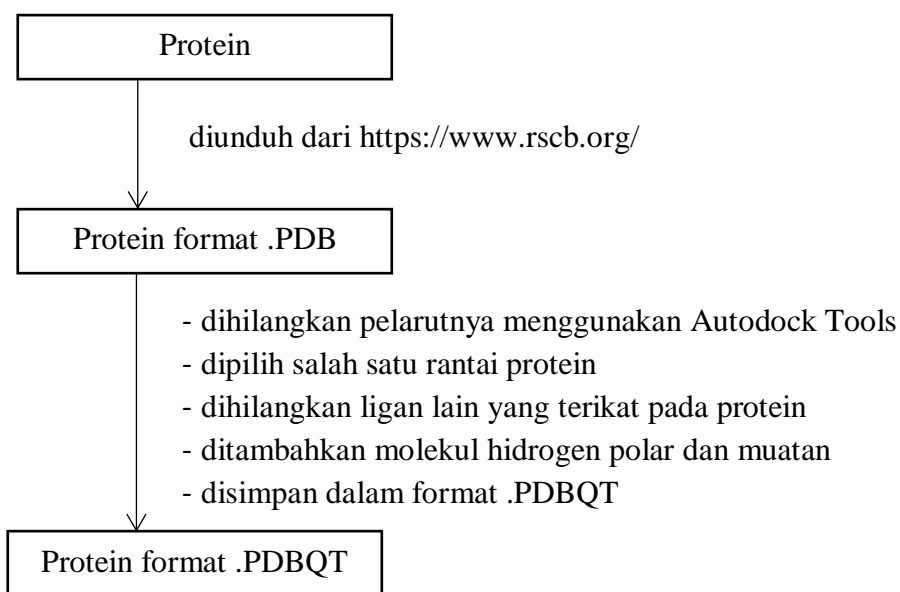 Protein
diunduh dari https://www.rscb.org/
Protein format .PDB
- dihilangkan pelarutnya menggunakan Autodock Tools
- dipilih salah satu rantai protein
- dihilangkan ligan lain yang terikat pada protein
- ditambahkan molekul hidrogen polar dan muatan
- disimpan dalam format .PDBQT
Protein format .PDBQT